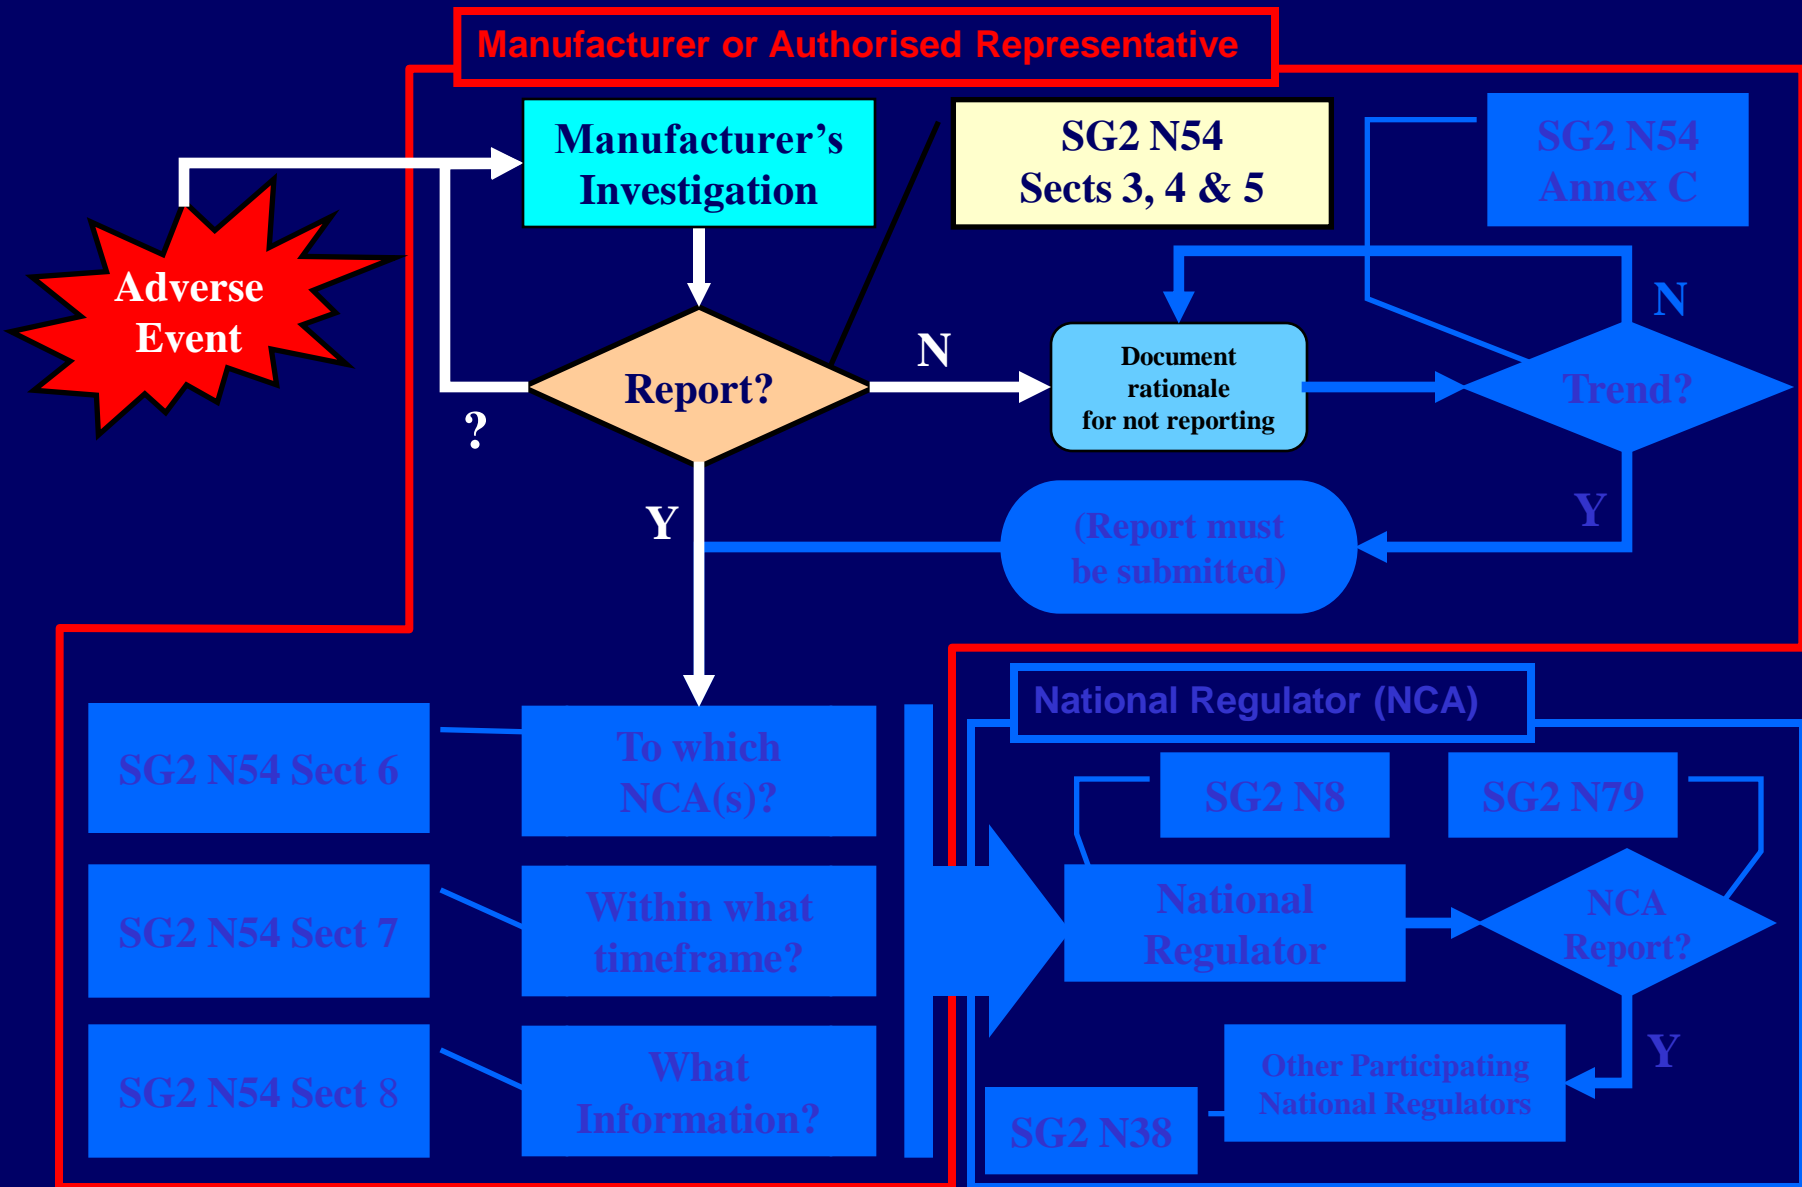 Manufacturer or Authorised Representative
Manufacturer's
Investigation
SG2 N54
Sects 3, 4 & 5
SG2 N54
Annex C
Adverse
Event
Report?
?
N
Y
Document
rationale
for not reporting
Trend?
N
Y
(Report must
be submitted)
SG2 N54 Sect 6
To which
NCA(s)?
SG2 N54 Sect 7
Within what
timeframe?
SG2 N54 Sect 8
What
Information?
National Regulator (NCA)
SG2 N8
SG2 N79
National
Regulator
NCA
Report?
Y
Other Participating
National Regulators
SG2 N38